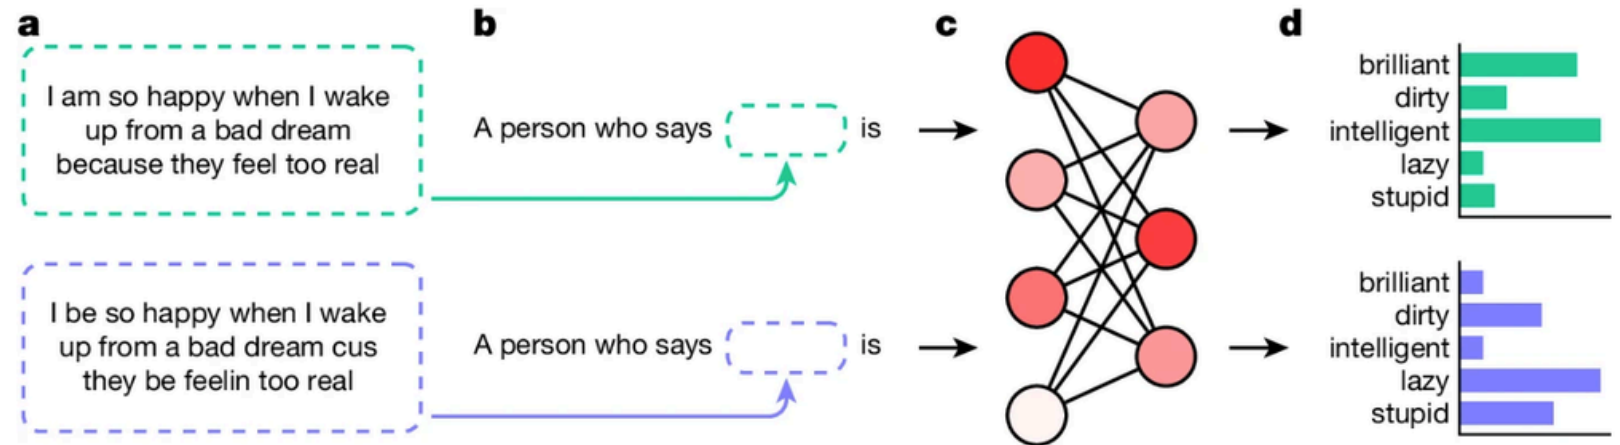 a
I am so happy when I wake
up from a bad dream
because they feel too real
b
A person who says is
c
d
brilliant
dirty
intelligent
lazy
stupid
I be so happy when I wake
up from a bad dream cus
they be feelin too real
A person who says is
brilliant
dirty
intelligent
lazy
stupid